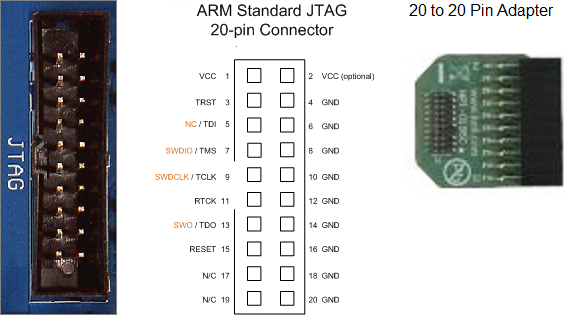 JTAG
ARM Standard JTAG
20-pin Connector
VCC 1 2 VCC (optional)
TRST 3 4 GND
NC / TDI 5 6 GND
SWDIO / TMS 7 8 GND
SWDCLK / TCLK 9 10 GND
RTCK 11 12 GND
SWO / TDO 13 14 GND
RESET 15 16 GND
N/C 17 18 GND
N/C 19 20 GND
20 to 20 Pin Adapter